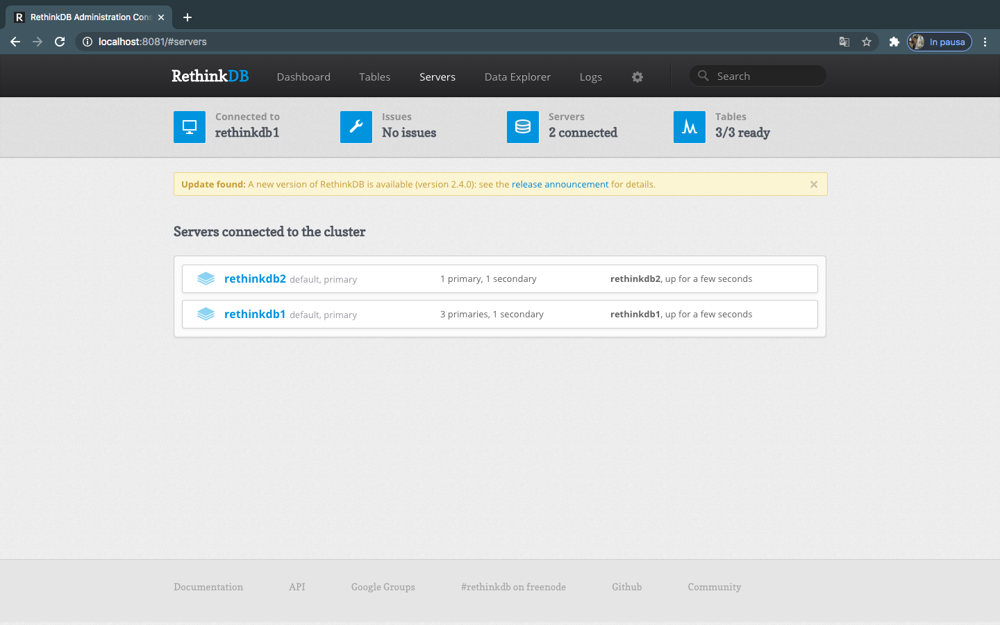 R RethinkDB Administration Cons
localhost:8081/#servers
In pausa
RethinkDB
Dashboard
Tables
Servers
Data Explorer
Logs
Search
Connected to
rethinkdb1
Issues
No issues
Servers
2 connected
Tables
3/3 ready
Update found: A new version of RethinkDB is available (version 2.4.0): see the release announcement for details.
Servers connected to the cluster
rethinkdb2 default, primary 1 primary, 1 secondary rethinkdb2, up for a few seconds
rethinkdb1 default, primary 3 primaries, 1 secondary rethinkdb1, up for a few seconds
Documentation API Google Groups #rethinkdb on freenode Github Community